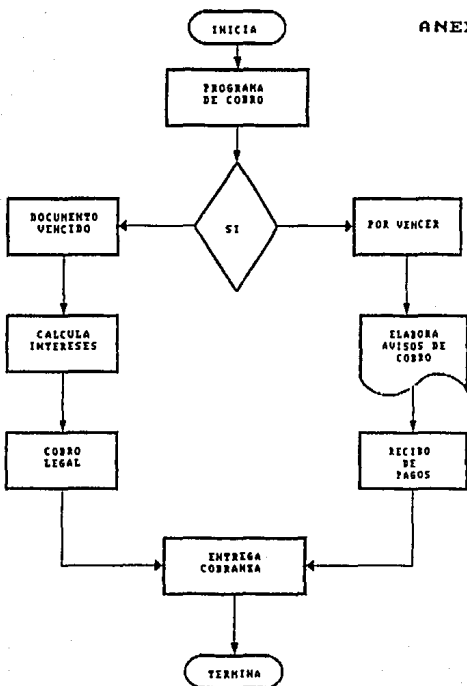 INICIA
ANEX
PROGRAMA
DE COBRO
DOCUMENTO
VENCIDO
SI
POR VENCER
CALCULA
INTERESES
ELABORA
AVISOS DE
COBRO
COBRO
LEGAL
RECIBO
DE
PAGOS
ENTREGA
COBRANZA
TERMINA